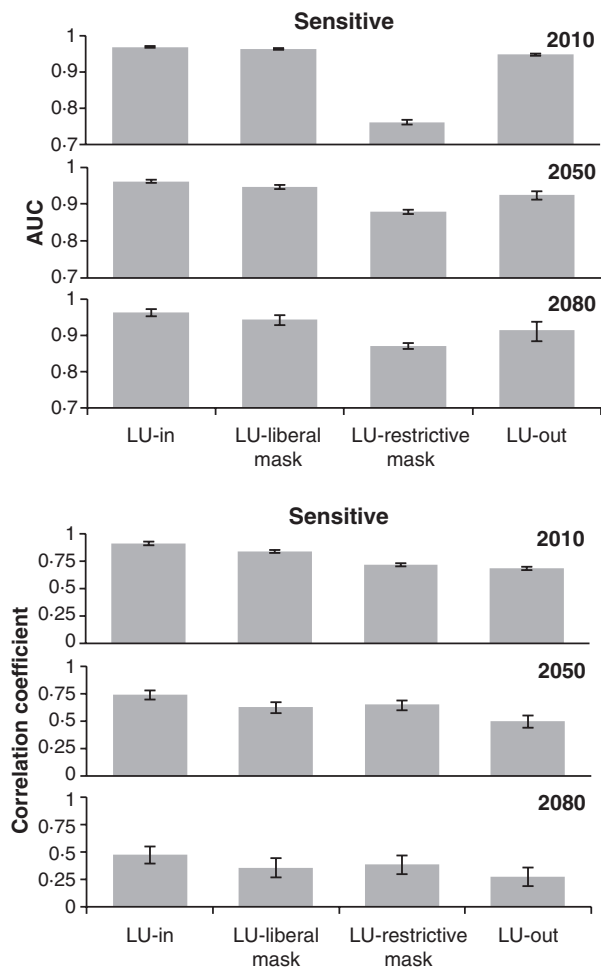 Sensitive
2010
1
0·9
0·8
0·7
2050
1
0·9
0·8
0·7
AUC
2080
1
0·9
0·8
0·7
LU-in
LU-liberal
mask
LU-restrictive
mask
LU-out
Sensitive
2010
1
0·75
0·5
0·25
0
2050
1
0·75
0·5
0·25
0
Correlation coefficient
2080
1
0·75
0·5
0·25
0
LU-in
LU-liberal
mask
LU-restrictive
mask
LU-out